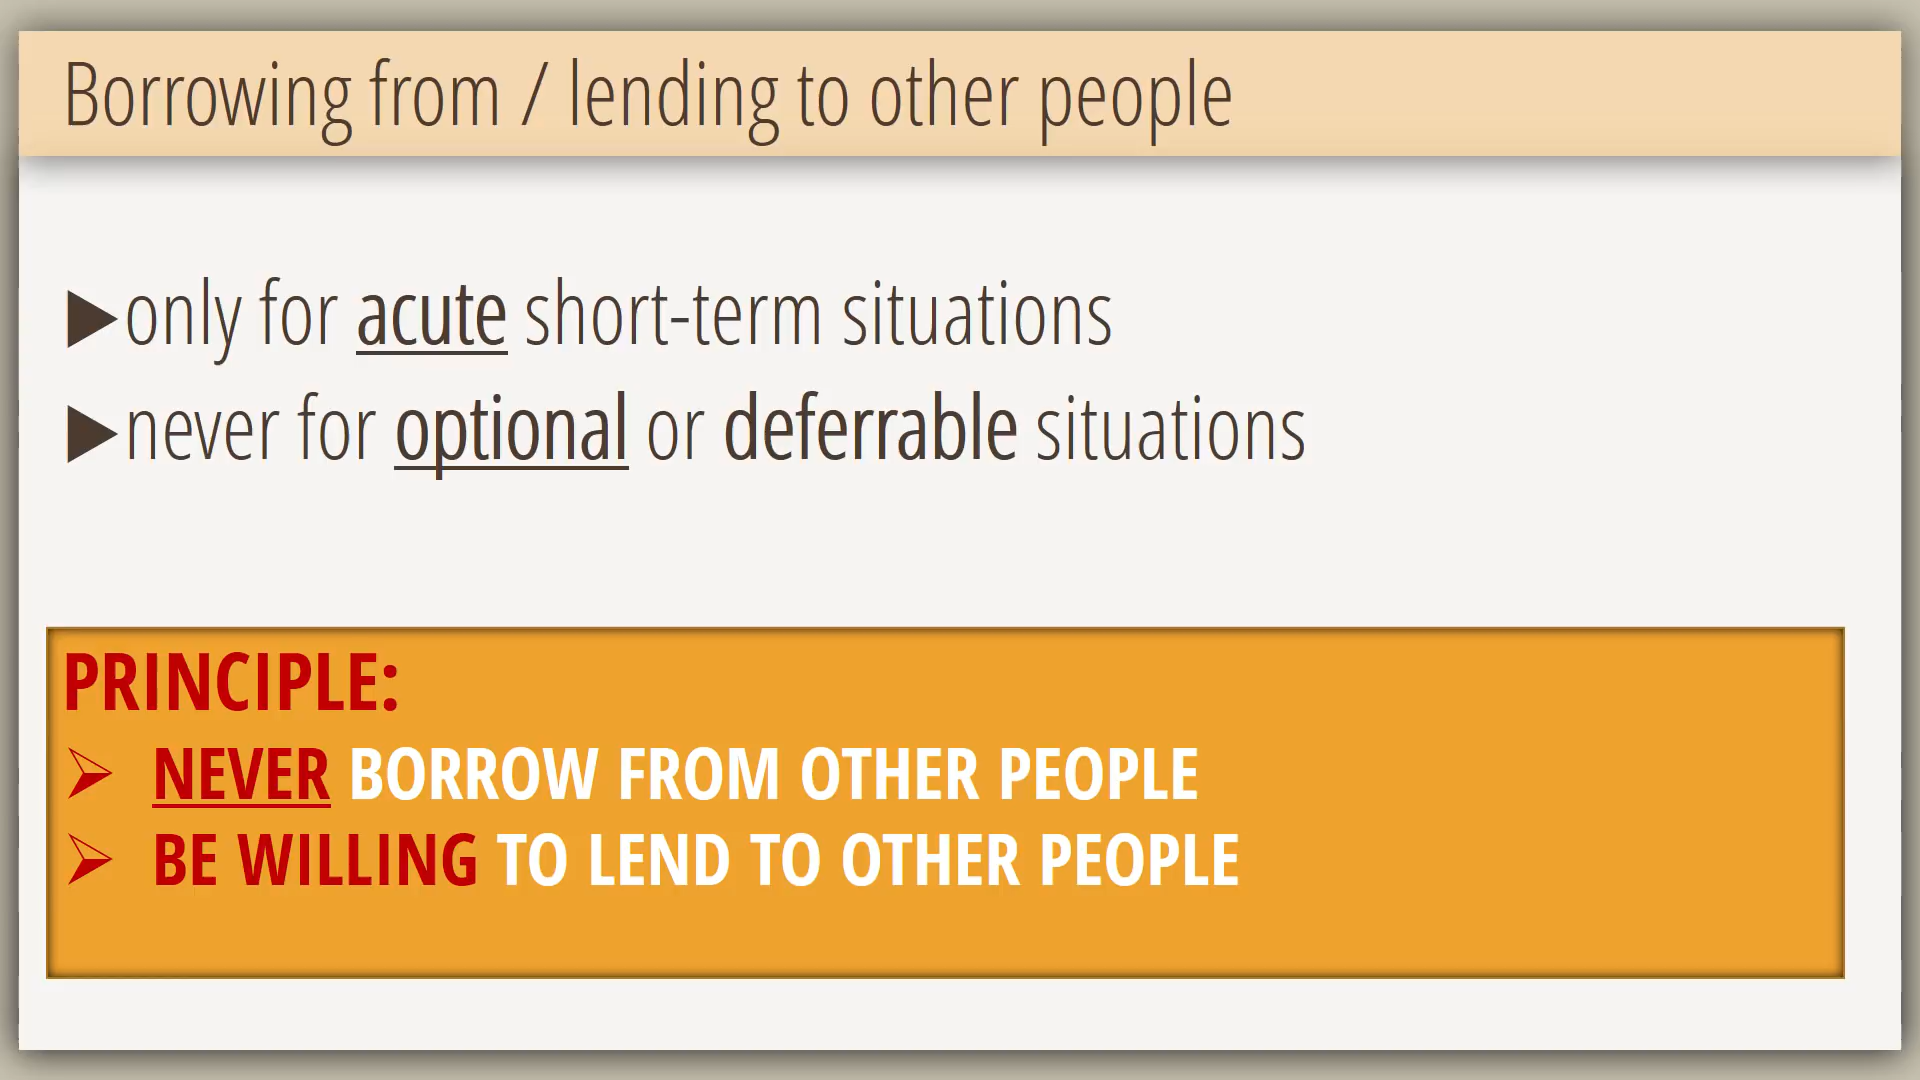 Borrowing from / lending to other people
▶only for acute short-term situations
▶never for optional or deferrable situations
PRINCIPLE:
➢ NEVER BORROW FROM OTHER PEOPLE
➢ BE WILLING TO LEND TO OTHER PEOPLE